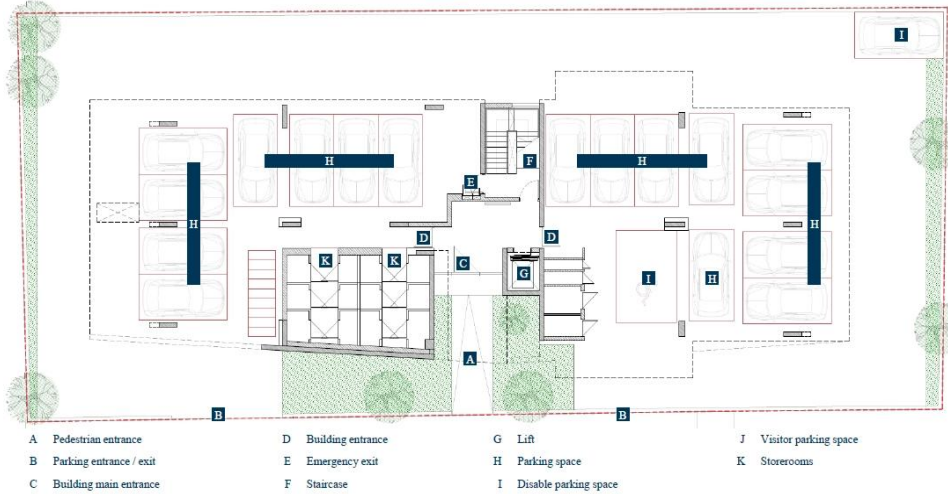 I
H
H
F
E
H
H
D
D
K
K
C
G
I
H
A
B
B
A Pedestrian entrance
B Parking entrance / exit
C Building main entrance
D Building entrance
E Emergency exit
F Staircase
G Lift
H Parking space
I Disable parking space
J Visitor parking space
K Storerooms